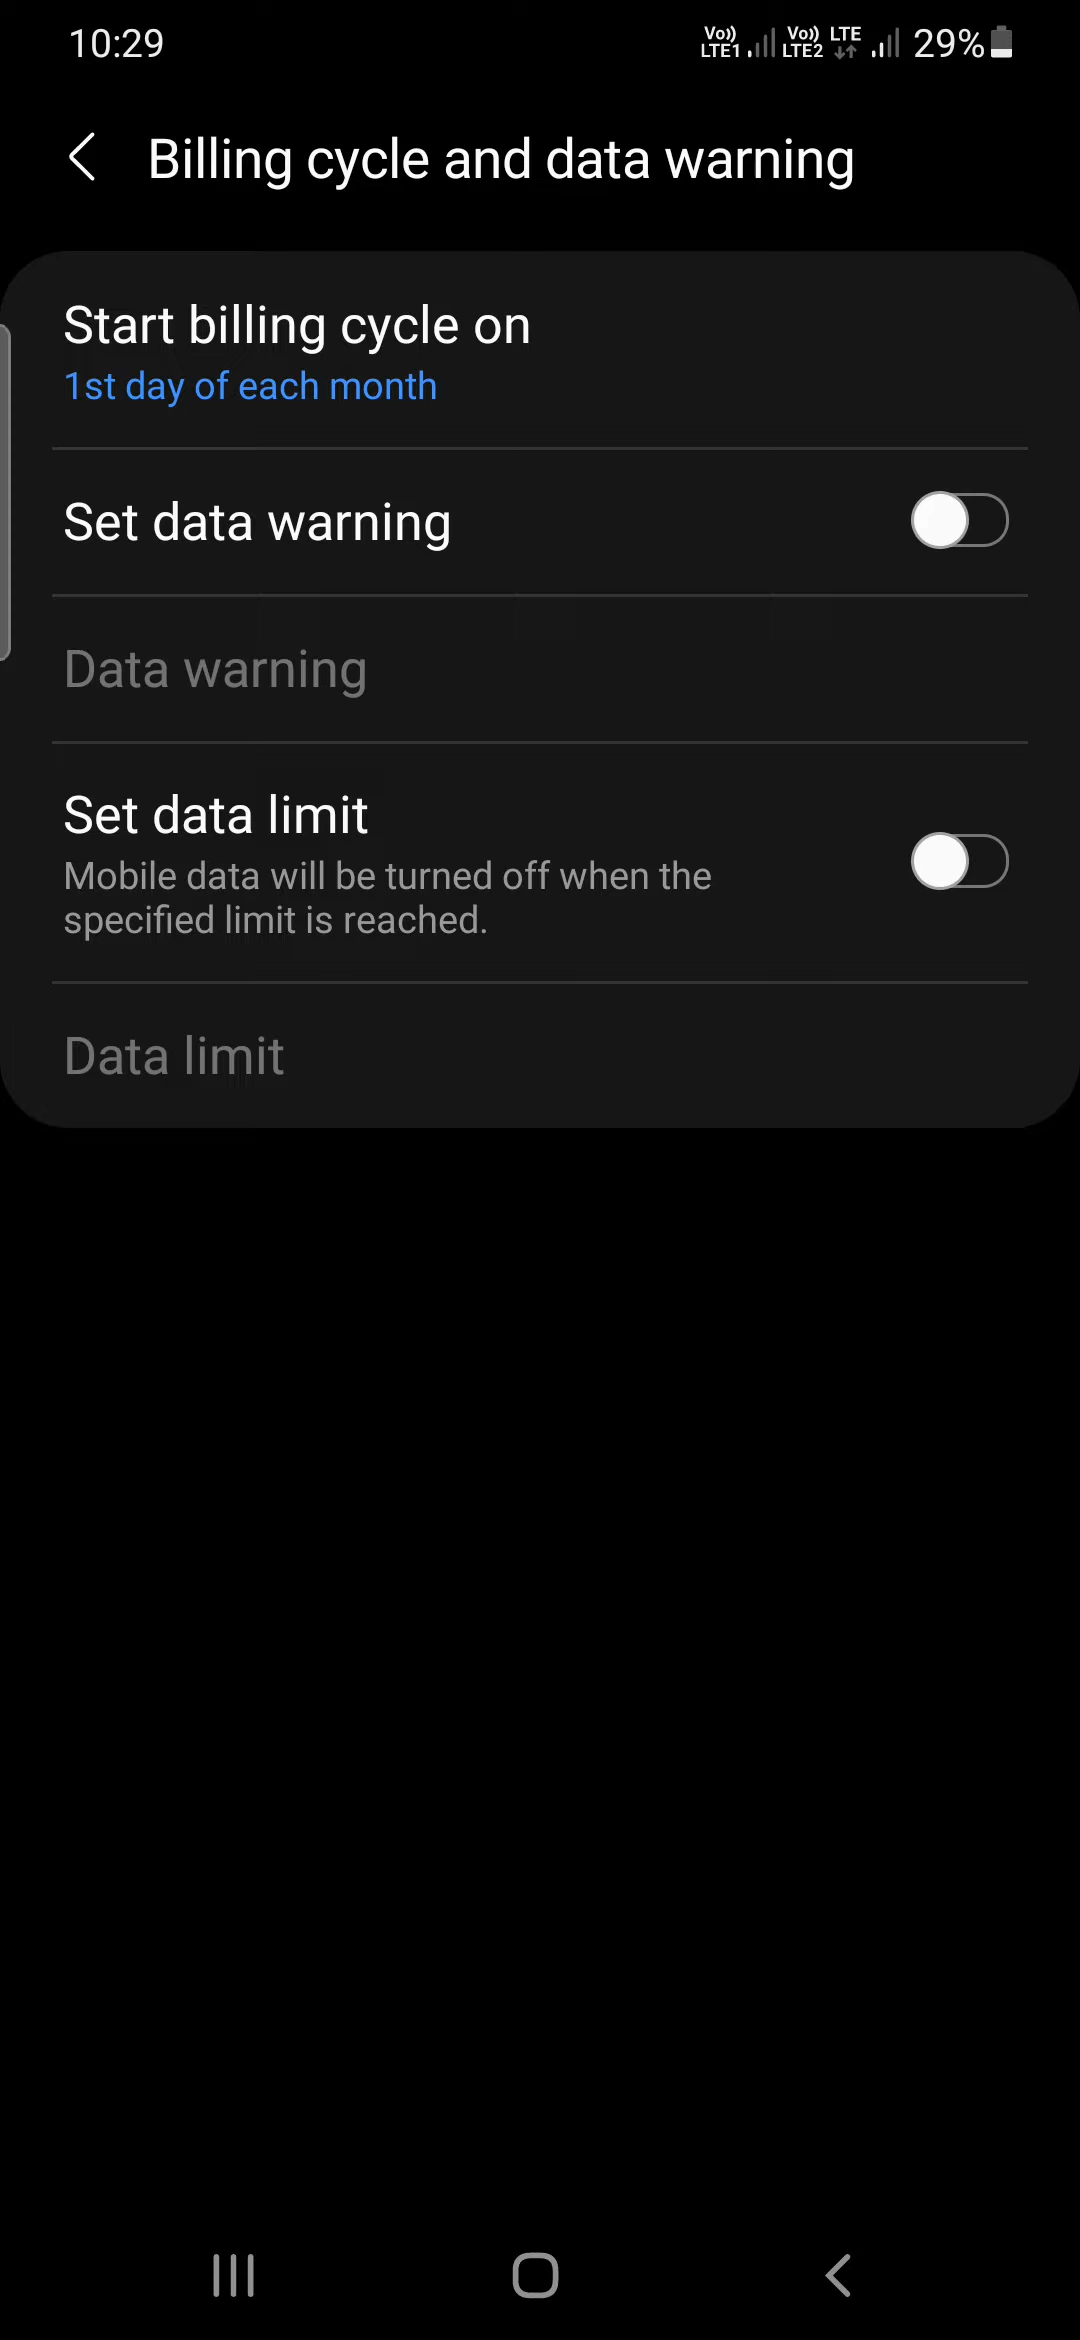 10:29
Vo)) LTE1 Vo)) LTE2 LTE 29%
Billing cycle and data warning
Start billing cycle on
1st day of each month
Set data warning
Data warning
Set data limit
Mobile data will be turned off when the
specified limit is reached.
Data limit